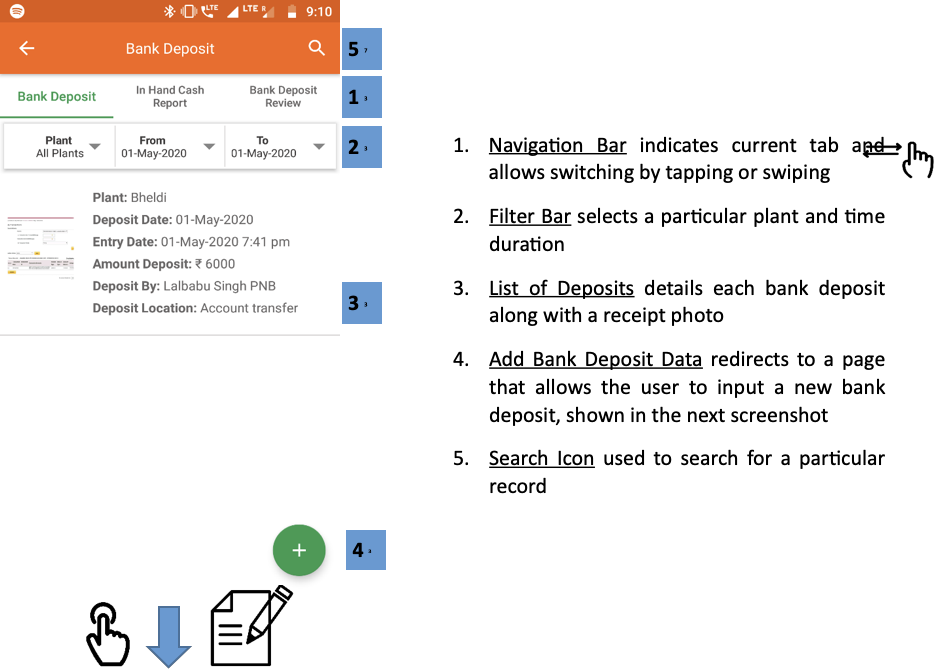 LTE LTE R 9:10
Bank Deposit
5
Bank Deposit In Hand Cash Report Bank Deposit Review
1
Plant From To
All Plants 01-May-2020 01-May-2020
2
Plant: Bheldi
Deposit Date: 01-May-2020
Entry Date: 01-May-2020 7:41 pm
Amount Deposit: ₹ 6000
Deposit By: Lalbabu Singh PNB
Deposit Location: Account transfer
3
+
4
1. Navigation Bar indicates current tab and
allows switching by tapping or swiping
2. Filter Bar selects a particular plant and time
duration
3. List of Deposits details each bank deposit
along with a receipt photo
4. Add Bank Deposit Data redirects to a page
that allows the user to input a new bank
deposit, shown in the next screenshot
5. Search Icon used to search for a particular
record